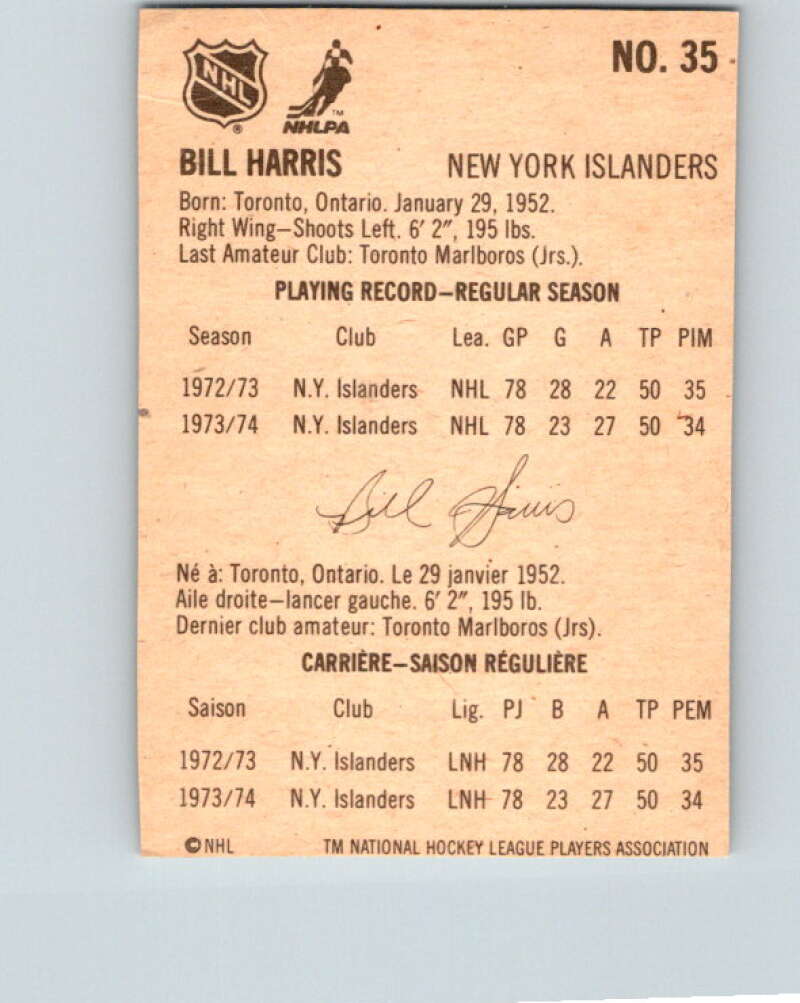 NHL
®
TM
NHLPA
NO. 35
BILL HARRIS NEW YORK ISLANDERS
Born: Toronto, Ontario. January 29, 1952.
Right Wing–Shoots Left. 6′ 2″, 195 lbs.
Last Amateur Club: Toronto Marlboros (Jrs.).
PLAYING RECORD–REGULAR SEASON
Season Club Lea. GP G A TP PIM
1972/73 N.Y. Islanders NHL 78 28 22 50 35
1973/74 N.Y. Islanders NHL 78 23 27 50 34
Bill Harris
Né à: Toronto, Ontario. Le 29 janvier 1952.
Aile droite–lancer gauche. 6′ 2″, 195 lb.
Dernier club amateur: Toronto Marlboros (Jrs).
CARRIÈRE–SAISON RÉGULIÈRE
Saison Club Lig. PJ B A TP PEM
1972/73 N.Y. Islanders LNH 78 28 22 50 35
1973/74 N.Y. Islanders LNH 78 23 27 50 34
©NHL TM NATIONAL HOCKEY LEAGUE PLAYERS ASSOCIATION